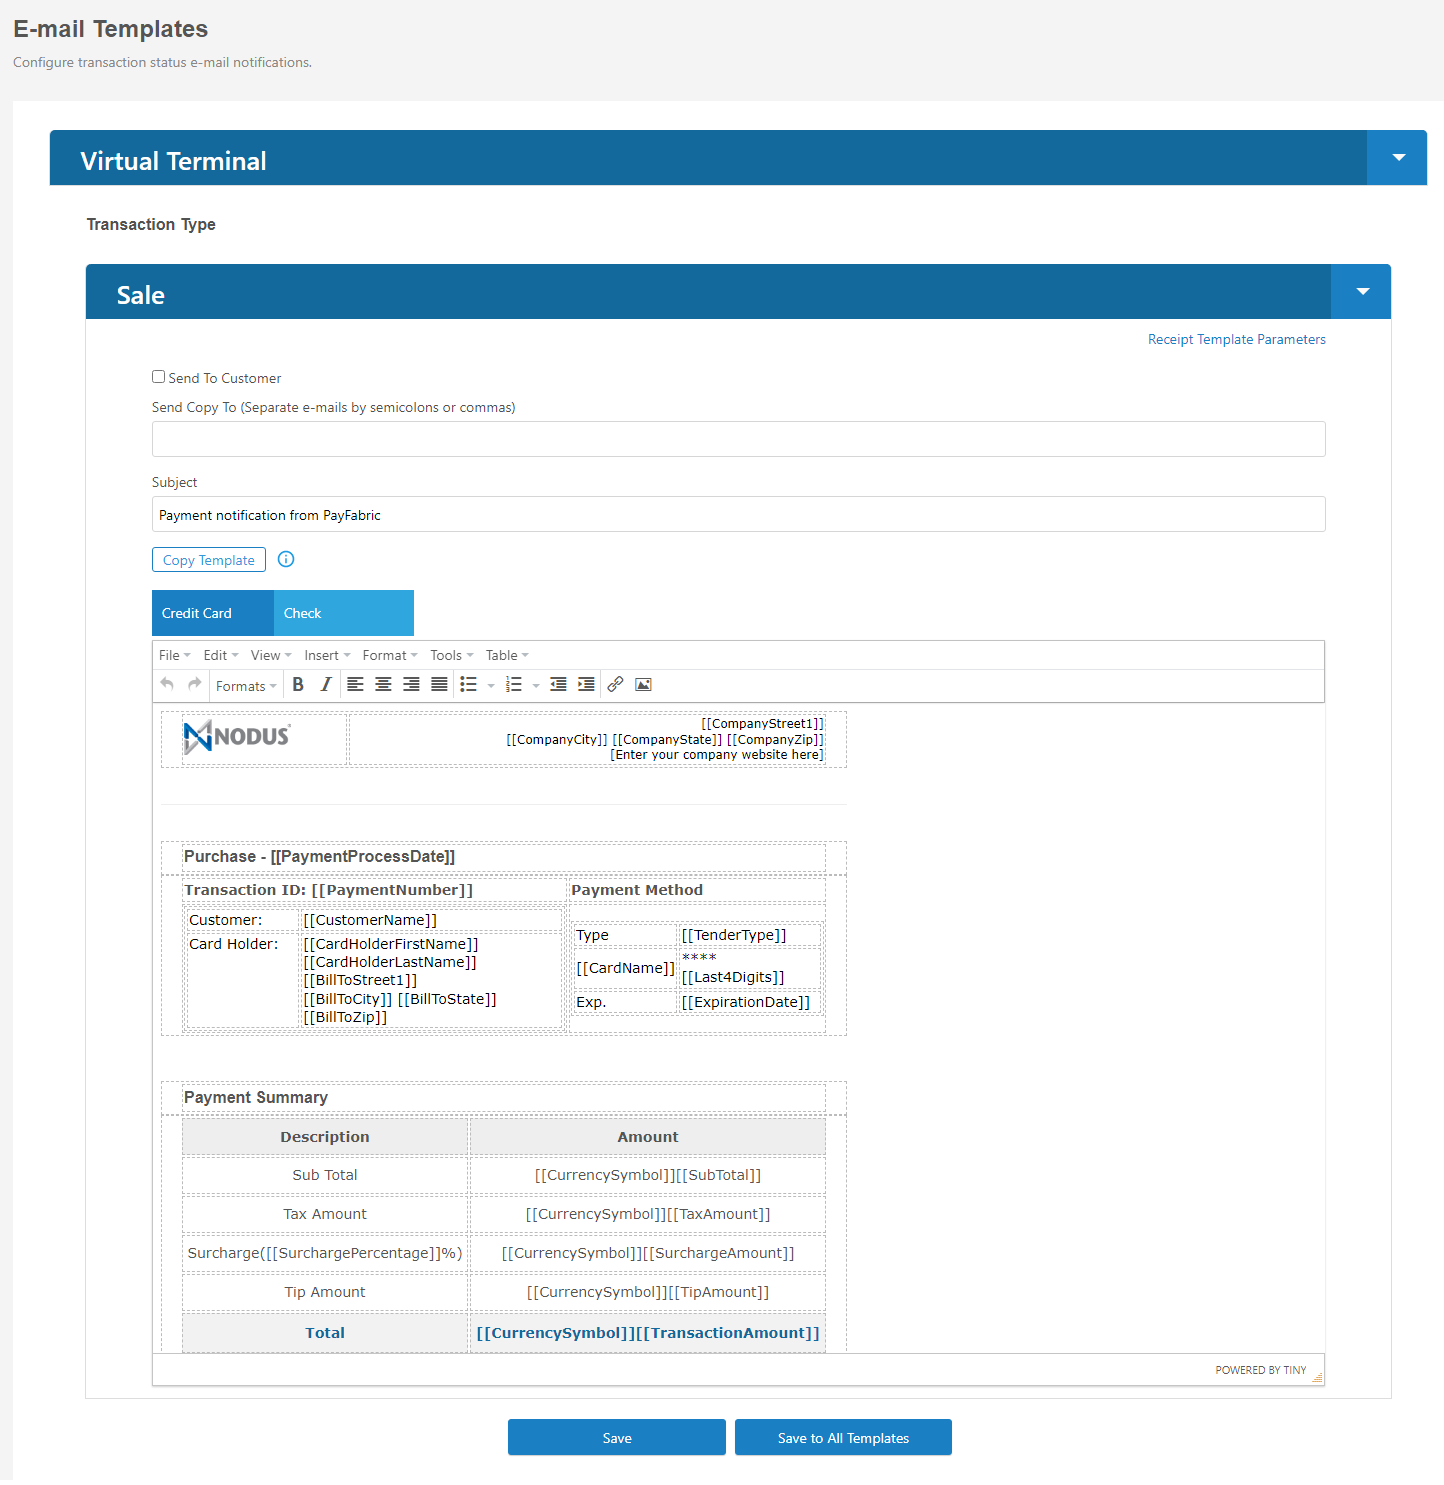 E-mail Templates
Configure transaction status e-mail notifications.
Virtual Terminal
Transaction Type
Sale
Receipt Template Parameters
Send To Customer
Send Copy To (Separate e-mails by semicolons or commas)
Subject
Payment notification from PayFabric
Copy Template
Credit Card Check
File Edit View Insert Format Tools Table
Formats B I
NODUS®
[[CompanyStreet1]]
[[CompanyCity]] [[CompanyState]] [[CompanyZip]]
[Enter your company website here]
Purchase - [[PaymentProcessDate]]
Transaction ID: [[PaymentNumber]]
Customer: [[CustomerName]]
Card Holder: [[CardHolderFirstName]]
[[CardHolderLastName]]
[[BillToStreet1]]
[[BillToCity]] [[BillToState]]
[[BillToZip]]
Payment Method
Type [[TenderType]]
[[CardName]] ****
[[Last4Digits]]
Exp. [[ExpirationDate]]
Payment Summary
Description Amount
Sub Total [[CurrencySymbol]][[SubTotal]]
Tax Amount [[CurrencySymbol]][[TaxAmount]]
Surcharge([[SurchargePercentage]]%) [[CurrencySymbol]][[SurchargeAmount]]
Tip Amount [[CurrencySymbol]][[TipAmount]]
Total [[CurrencySymbol]][[TransactionAmount]]
POWERED BY TINY
Save Save to All Templates